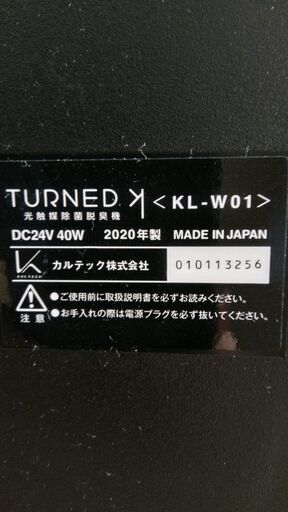 TURNED K <KL-W01>
光触媒除菌脱臭機
DC24V 40W 2020年製 MADE IN JAPAN
カルテック株式会社 010113256
KALTECH
●ご使用前に取扱説明書を必ずお読みください。
注意 ●お手入れの際は電源プラグを必ず抜いてください。